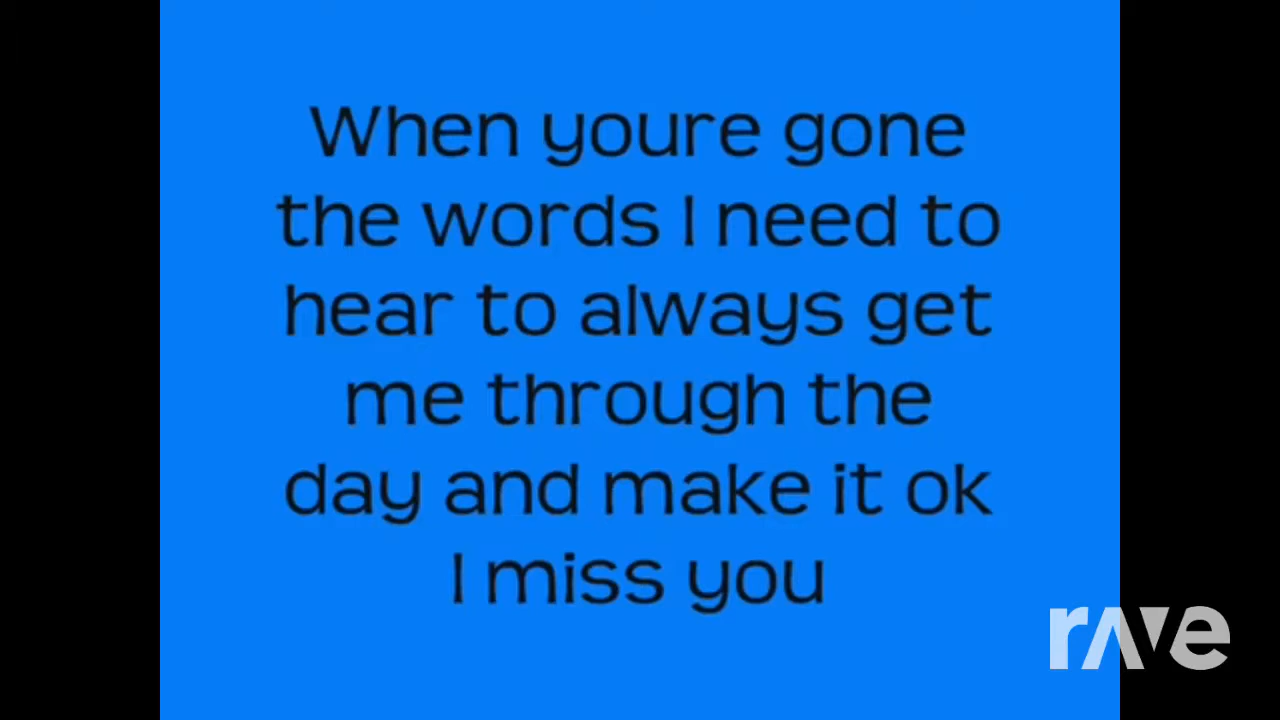 When youre gone
the words I need to
hear to always get
me through the
day and make it ok
I miss you
rave